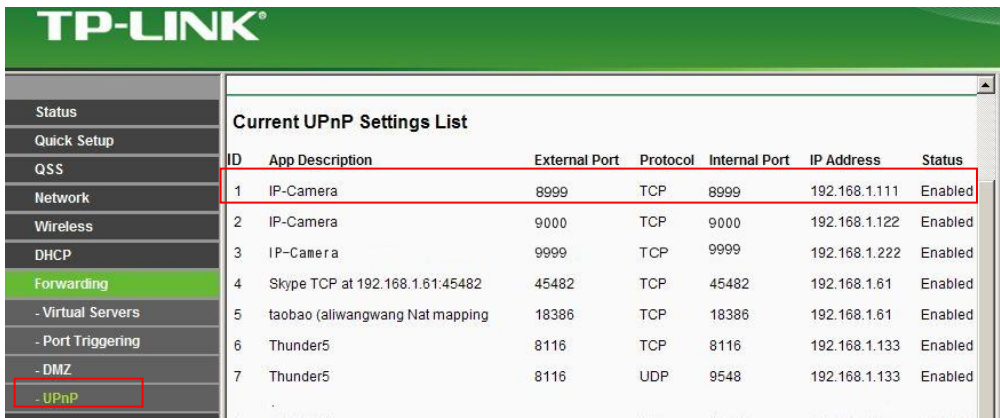 TP-LINK®
Status
Quick Setup
QSS
Network
Wireless
DHCP
Forwarding
- Virtual Servers
- Port Triggering
- DMZ
- UPnP
Current UPnP Settings List
ID App Description External Port Protocol Internal Port IP Address Status
1 IP-Camera 8999 TCP 8999 192.168.1.111 Enabled
2 IP-Camera 9000 TCP 9000 192.168.1.122 Enabled
3 IP-Camera 9999 TCP 9999 192.168.1.222 Enabled
4 Skype TCP at 192.168.1.61:45482 45482 TCP 45482 192.168.1.61 Enabled
5 taobao (aliwangwang Nat mapping 18386 TCP 18386 192.168.1.61 Enabled
6 Thunder5 8116 TCP 8116 192.168.1.133 Enabled
7 Thunder5 8116 UDP 9548 192.168.1.133 Enabled